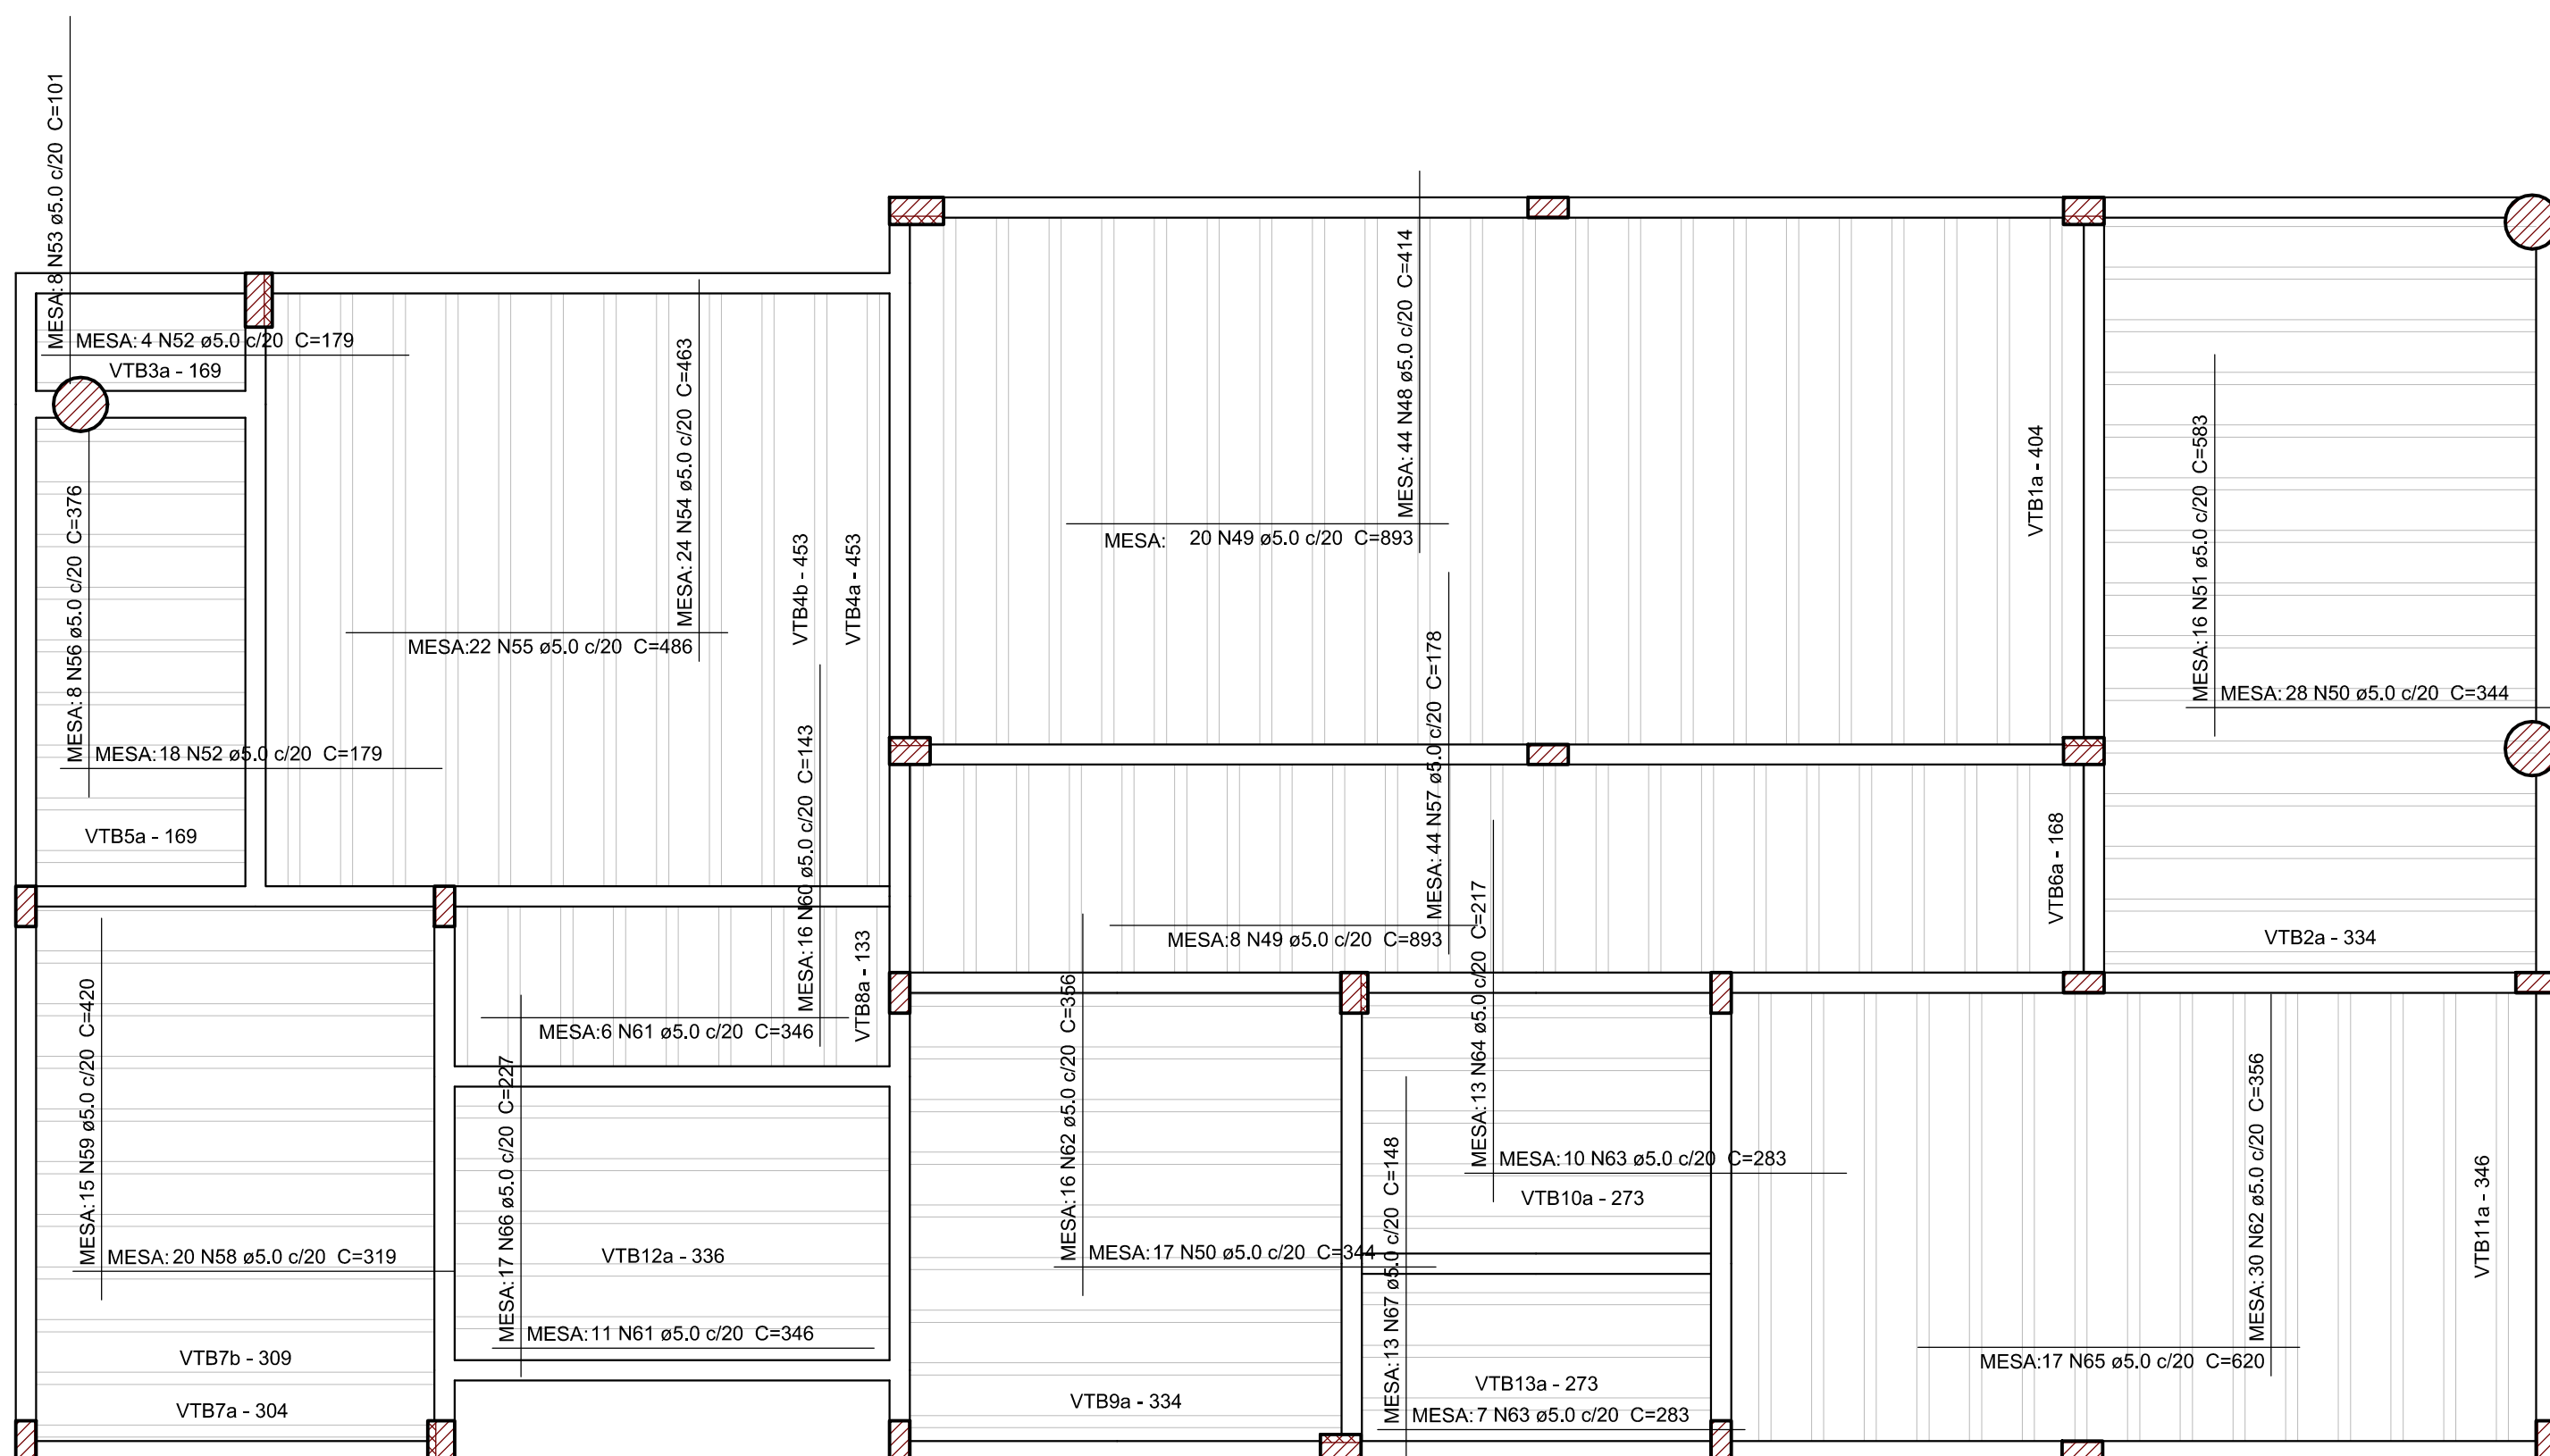 MESA: 8 N53 ø5.0 c/20 C=101
MESA: 4 N52 ø5.0 c/20 C=179
VTB3a - 169
MESA: 8 N56 ø5.0 c/20 C=376
MESA: 18 N52 ø5.0 c/20 C=179
VTB5a - 169
MESA: 24 N54 ø5.0 c/20 C=463
MESA:22 N55 ø5.0 c/20 C=486
VTB4b - 453
VTB4a - 453
MESA: 44 N48 ø5.0 c/20 C=414
MESA: 20 N49 ø5.0 c/20 C=893
VTB1a - 404
MESA:16 N51 ø5.0 c/20 C=583
MESA: 28 N50 ø5.0 c/20 C=344
VTB2a - 334
MESA: 44 N57 ø5.0 c/20 C=178
MESA:8 N49 ø5.0 c/20 C=893
VTB6a - 168
MESA:16 N60 ø5.0 c/20 C=143
MESA:6 N61 ø5.0 c/20 C=346
VTB8a - 133
MESA:15 N59 ø5.0 c/20 C=420
MESA: 20 N58 ø5.0 c/20 C=319
VTB7b - 309
VTB7a - 304
MESA:17 N66 ø5.0 c/20 C=227
VTB12a - 336
MESA: 11 N61 ø5.0 c/20 C=346
MESA:16 N62 ø5.0 c/20 C=356
MESA: 17 N50 ø5.0 c/20 C=344
VTB9a - 334
MESA:13 N64 ø5.0 c/20 C=217
MESA: 10 N63 ø5.0 c/20 C=283
VTB10a - 273
MESA:13 N67 ø5.0 c/20 C=148
VTB13a - 273
MESA: 7 N63 ø5.0 c/20 C=283
MESA: 30 N62 ø5.0 c/20 C=356
MESA:17 N65 ø5.0 c/20 C=620
VTB11a - 346